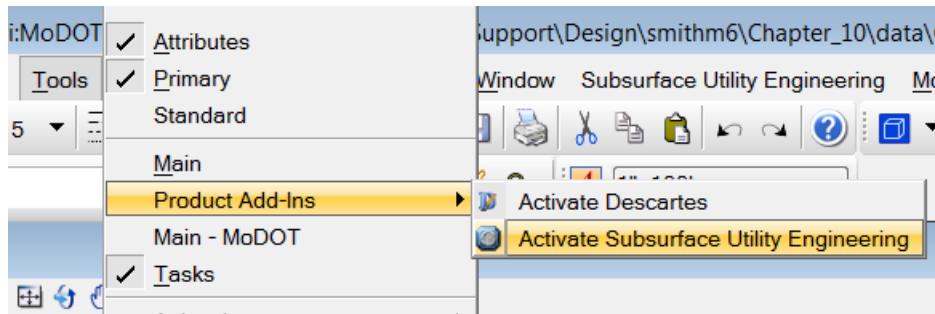 i:MoDOT
Support\Design\smithm6\Chapter_10\data\
Tools
Window Subsurface Utility Engineering
5
Attributes
Primary
Standard
Main
Product Add-Ins
Main - MoDOT
Tasks
Activate Descartes
Activate Subsurface Utility Engineering